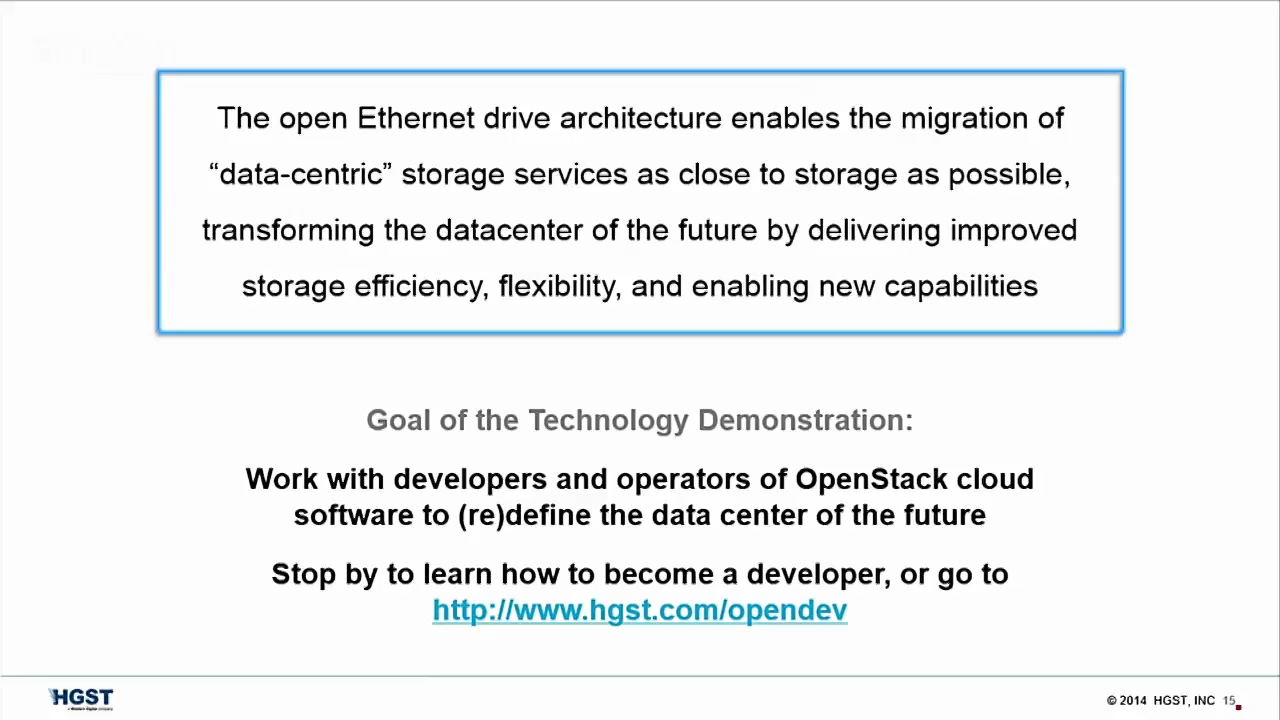 The open Ethernet drive architecture enables the migration of
“data-centric” storage services as close to storage as possible,
transforming the datacenter of the future by delivering improved
storage efficiency, flexibility, and enabling new capabilities
Goal of the Technology Demonstration:
Work with developers and operators of OpenStack cloud
software to (re)define the data center of the future
Stop by to learn how to become a developer, or go to
http://www.hgst.com/opendev
HGST
a Western Digital company
© 2014 HGST, INC 15